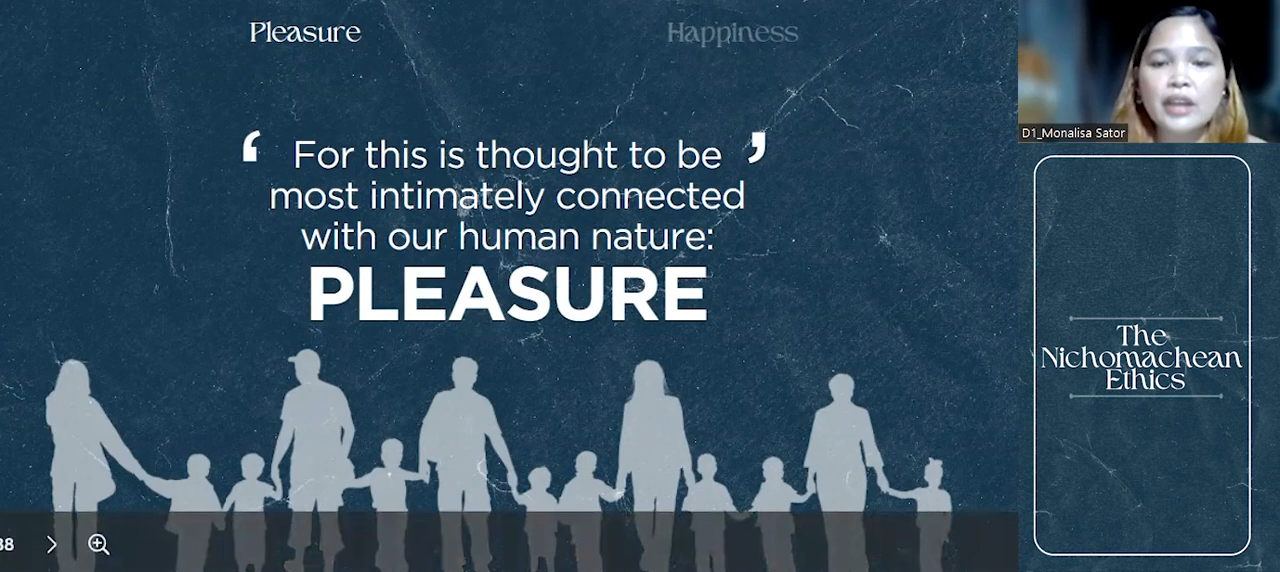 Pleasure
Happiness
‘ For this is thought to be ’
most intimately connected
with our human nature:
PLEASURE
38
D1_Monalisa Sator
The
Nichomachean
Ethics